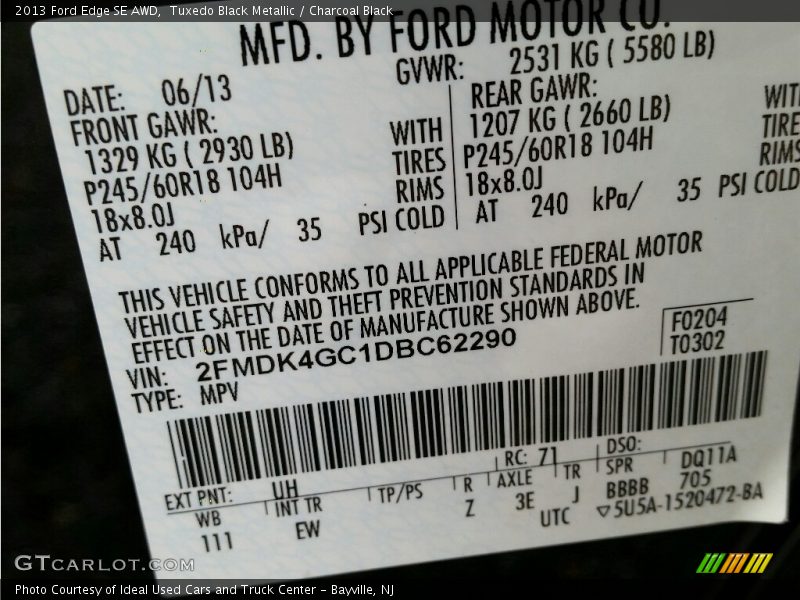 2013 Ford Edge SE AWD, Tuxedo Black Metallic / Charcoal Black
MFD. BY FORD MOTOR CO.
DATE: 06/13 GVWR: 2531 KG ( 5580 LB)
FRONT GAWR: REAR GAWR:
1329 KG ( 2930 LB) WITH 1207 KG ( 2660 LB) WIT
P245/60R18 104H TIRES P245/60R18 104H TIRE
18x8.0J RIMS 18x8.0J RIMS
AT 240 kPa/ 35 PSI COLD AT 240 kPa/ 35 PSI COLD
THIS VEHICLE CONFORMS TO ALL APPLICABLE FEDERAL MOTOR
VEHICLE SAFETY AND THEFT PREVENTION STANDARDS IN
EFFECT ON THE DATE OF MANUFACTURE SHOWN ABOVE.
VIN: 2FMDK4GC1DBC62290 F0204
TYPE: MPV T0302
EXT PNT: UH RC: 71 DSO:
WB INT TR TP/PS R AXLE TR SPR DQ11A
111 EW Z 3E J BBBB 705
UTC ▽5U5A-1520472-BA
GTCARLOT.COM
Photo Courtesy of Ideal Used Cars and Truck Center – Bayville, NJ